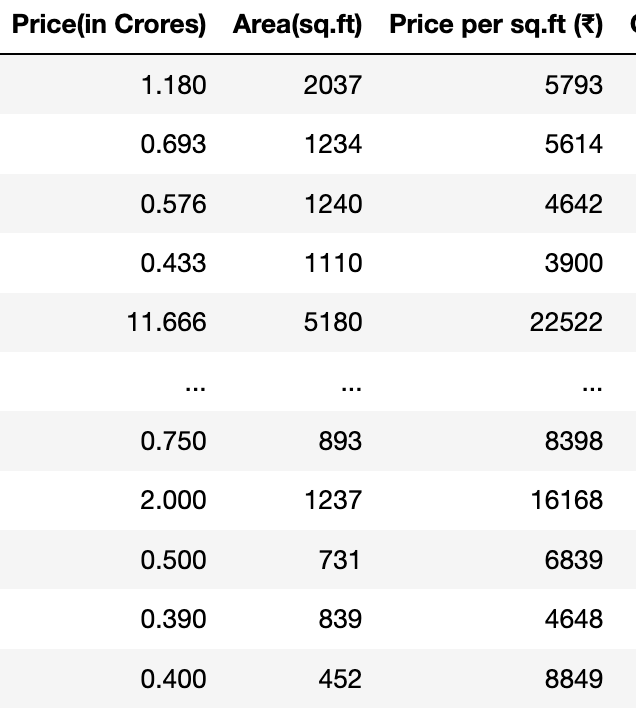 Price(in Crores) Area(sq.ft) Price per sq.ft (₹)
1.180 2037 5793
0.693 1234 5614
0.576 1240 4642
0.433 1110 3900
11.666 5180 22522
... ... ...
0.750 893 8398
2.000 1237 16168
0.500 731 6839
0.390 839 4648
0.400 452 8849